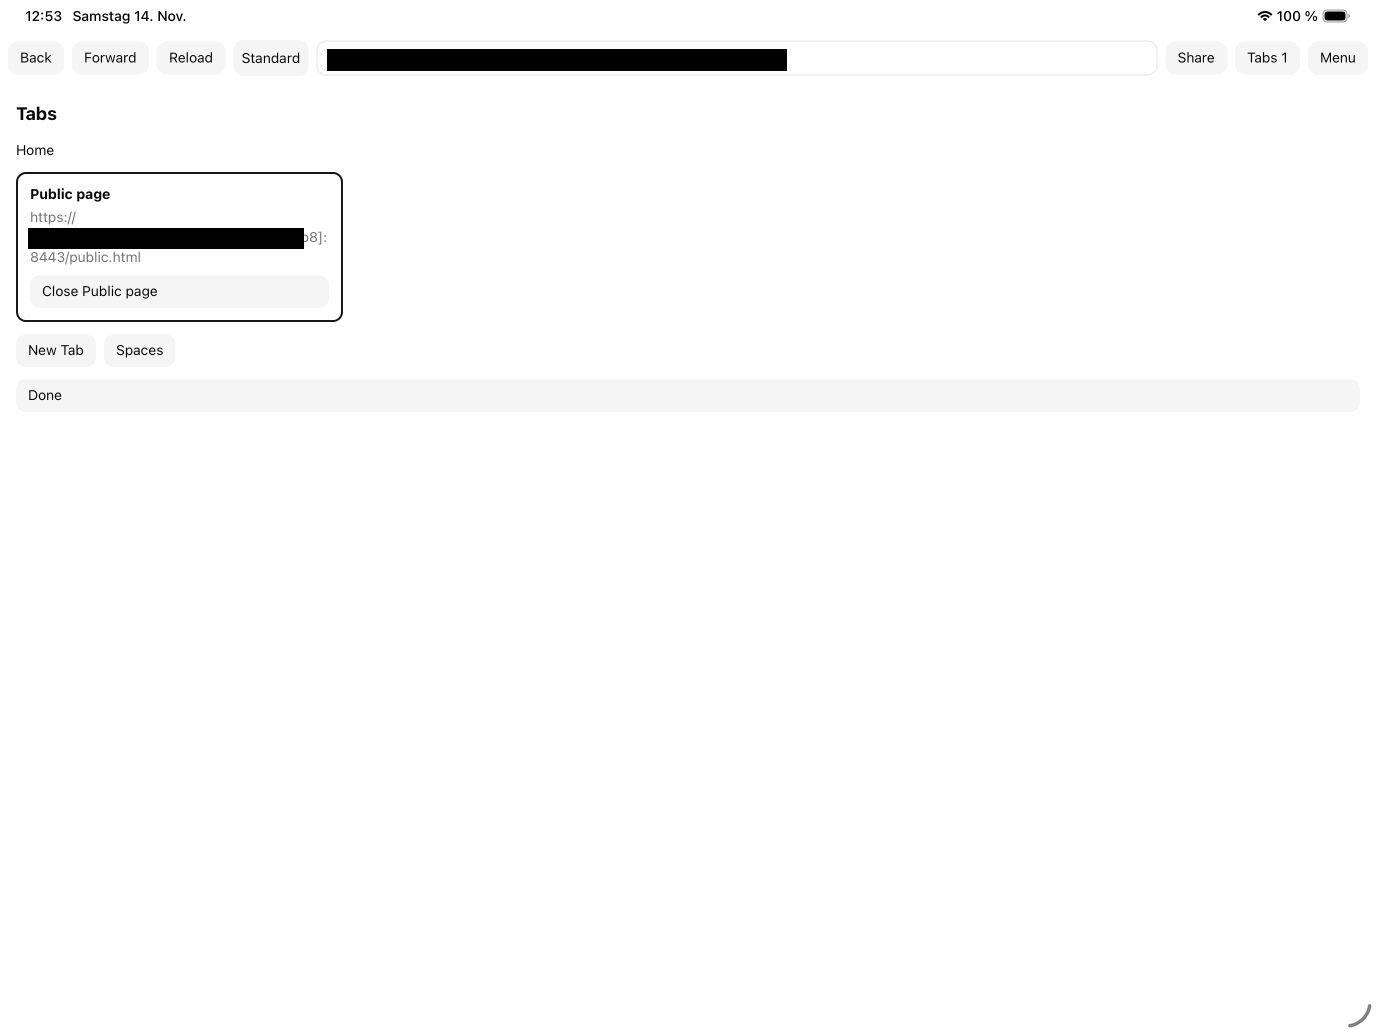 12:53 Samstag 14. Nov. 100 %
Back Forward Reload Standard Share Tabs 1 Menu
Tabs
Home
Public page
https://
8]:
8443/public.html
Close Public page
New Tab Spaces
Done